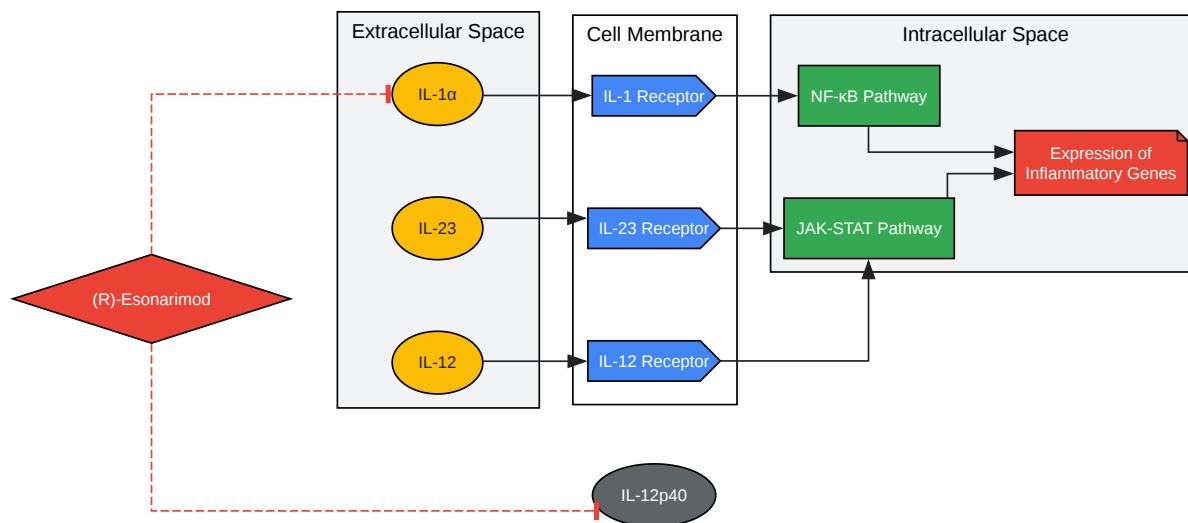 Extracellular Space
Cell Membrane
Intracellular Space
IL-1α
IL-1 Receptor
NF-κB Pathway
Expression of
Inflammatory Genes
IL-23
IL-23 Receptor
JAK-STAT Pathway
(R)-Esonarimod
IL-12
IL-12 Receptor
IL-12p40